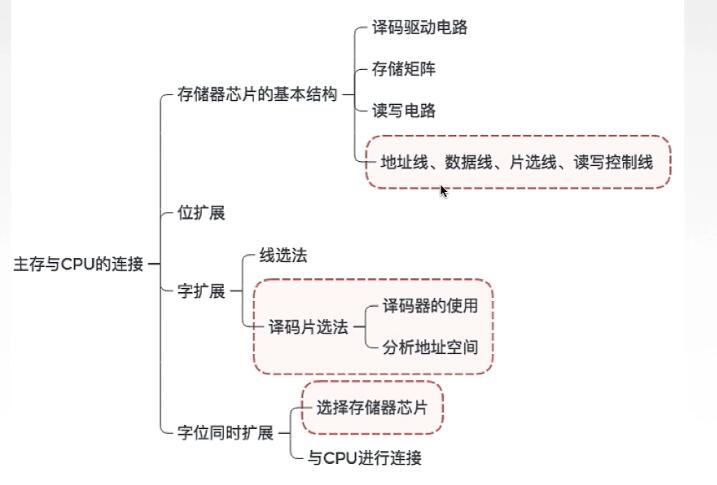 译码驱动电路
存储矩阵
存储器芯片的基本结构
读写电路
地址线、数据线、片选线、读写控制线
位扩展
主存与CPU的连接
线选法
字扩展
译码器的使用
译码片选法
分析地址空间
选择存储器芯片
字位同时扩展
与CPU进行连接